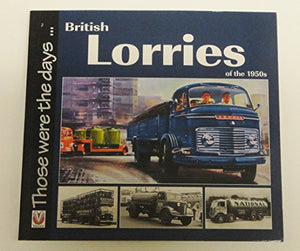 Those were the days ...
British
Lorries
of the 1950s
NATIONAL